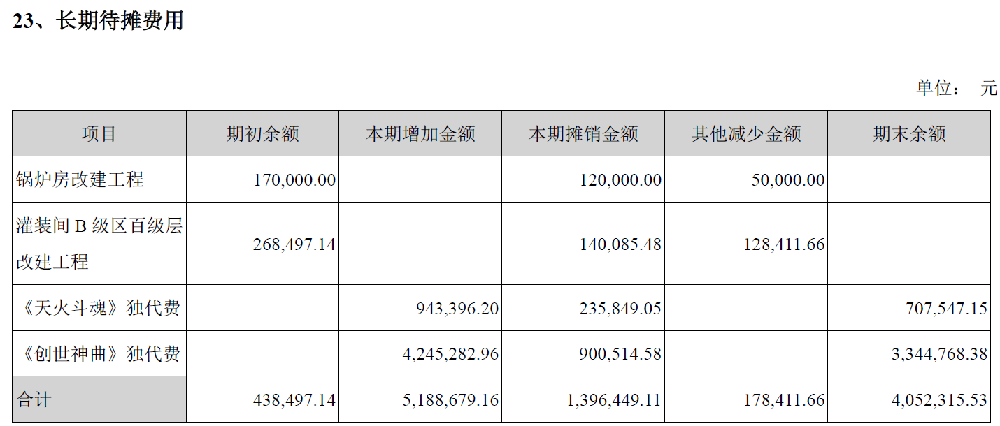 23、长期待摊费用
单位： 元
项目 期初余额 本期增加金额 本期摊销金额 其他减少金额 期末余额
锅炉房改建工程 170,000.00 120,000.00 50,000.00
灌装间 B 级区百级层
改建工程 268,497.14 140,085.48 128,411.66
《天火斗魂》独代费 943,396.20 235,849.05 707,547.15
《创世神曲》独代费 4,245,282.96 900,514.58 3,344,768.38
合计 438,497.14 5,188,679.16 1,396,449.11 178,411.66 4,052,315.53